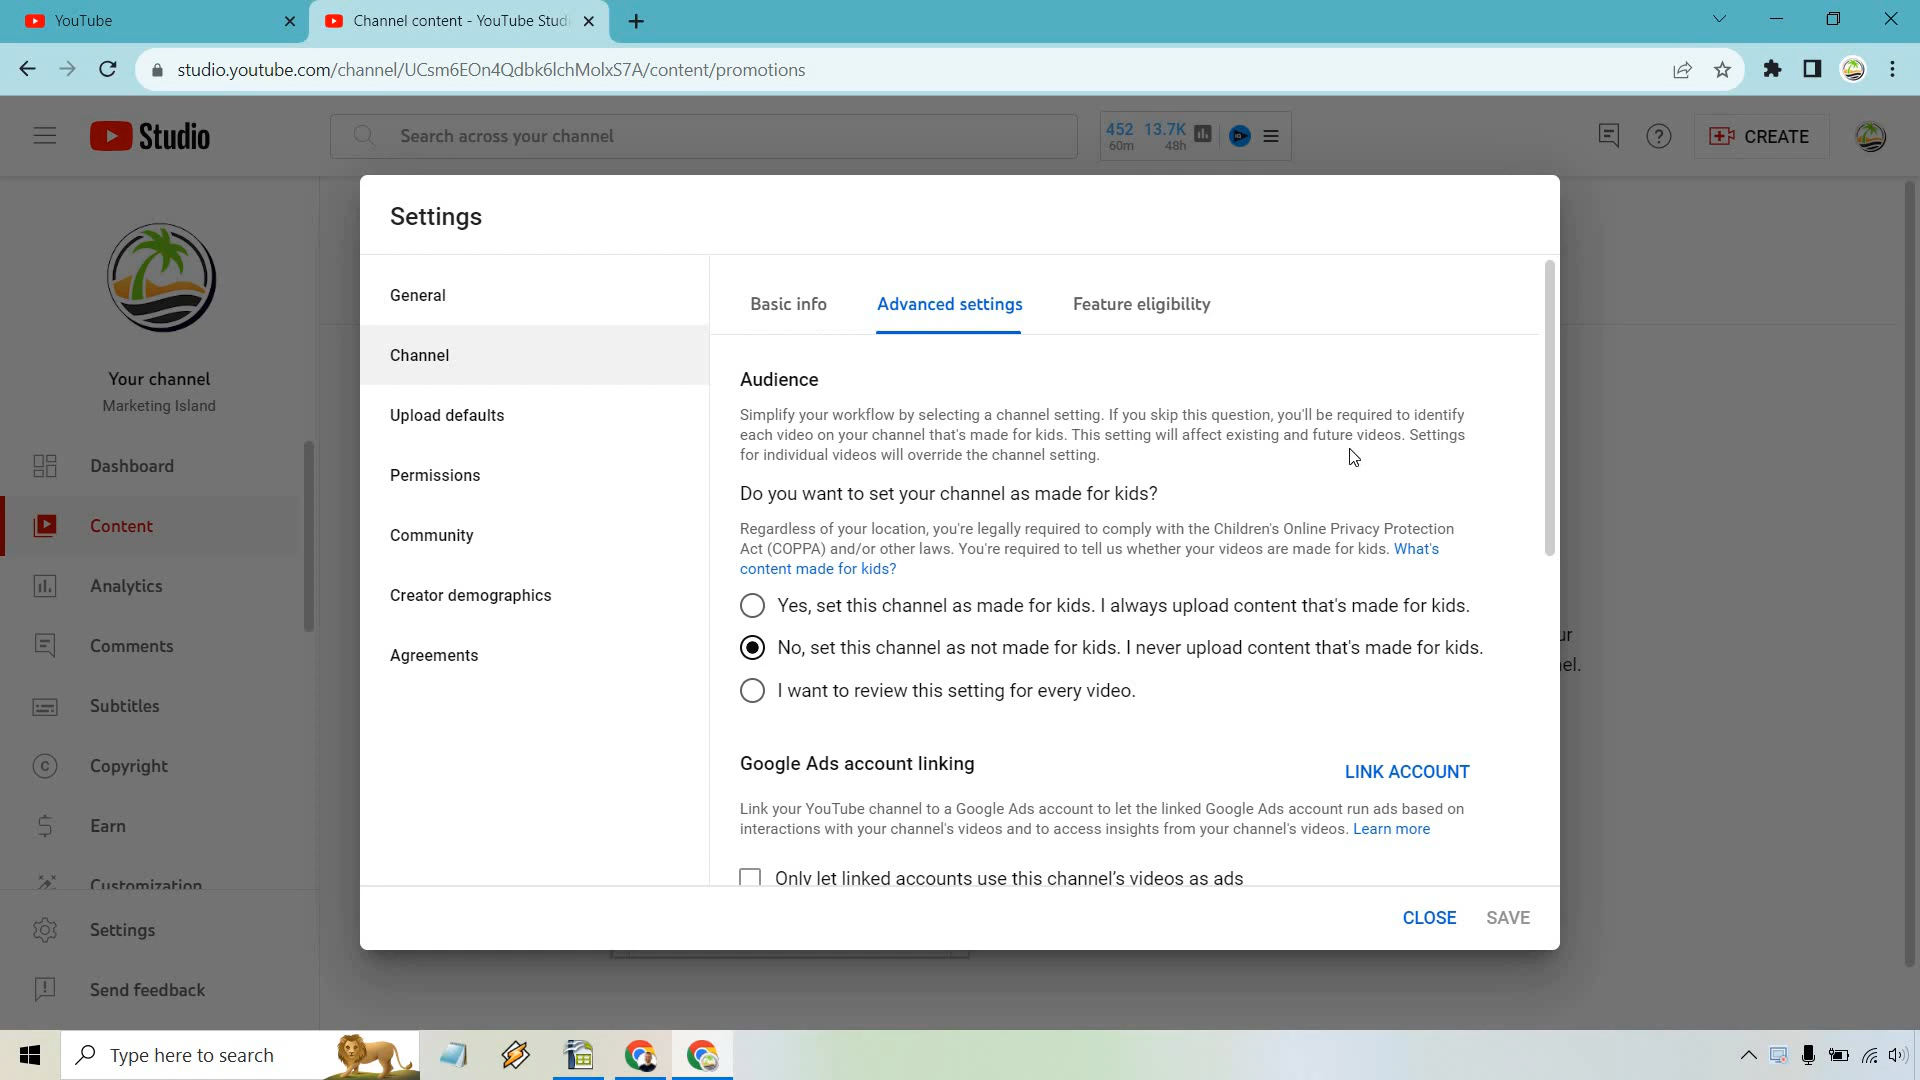 YouTube
Channel content - YouTube Stud
studio.youtube.com/channel/UCsm6EOn4Qdbk6lchMolxS7A/content/promotions
Studio
Search across your channel
452 13.7K
60m 48h
CREATE
Settings
General
Channel
Upload defaults
Permissions
Community
Creator demographics
Agreements
Basic info Advanced settings Feature eligibility
Audience
Simplify your workflow by selecting a channel setting. If you skip this question, you'll be required to identify
each video on your channel that's made for kids. This setting will affect existing and future videos. Settings
for individual videos will override the channel setting.
Do you want to set your channel as made for kids?
Regardless of your location, you're legally required to comply with the Children's Online Privacy Protection
Act (COPPA) and/or other laws. You're required to tell us whether your videos are made for kids. What's
content made for kids?
Yes, set this channel as made for kids. I always upload content that's made for kids.
No, set this channel as not made for kids. I never upload content that's made for kids.
I want to review this setting for every video.
Google Ads account linking
LINK ACCOUNT
Link your YouTube channel to a Google Ads account to let the linked Google Ads account run ads based on
interactions with your channel's videos and to access insights from your channel's videos. Learn more
Only let linked accounts use this channel's videos as ads
CLOSE SAVE
Your channel
Marketing Island
Dashboard
Content
Analytics
Comments
Subtitles
Copyright
Earn
Customization
Settings
Send feedback
Type here to search